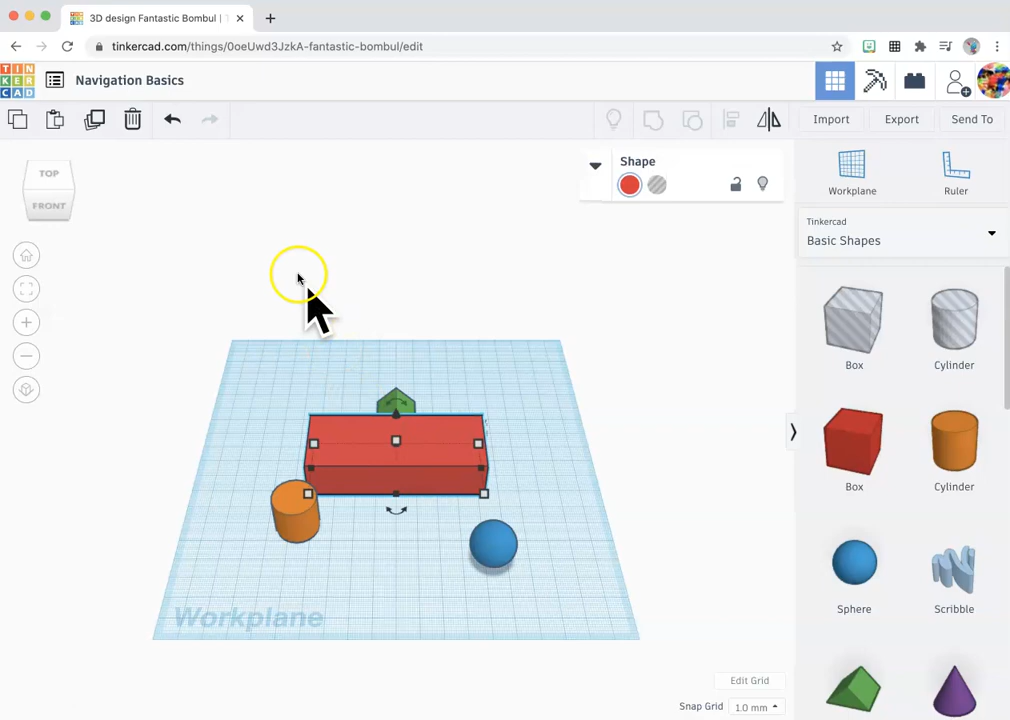 3D design Fantastic Bombul | T
tinkercad.com/things/0oeUwd3JzkA-fantastic-bombul/edit
TIN
KER
CAD
Navigation Basics
Import
Export
Send To
Shape
TOP
FRONT
Workplane
Ruler
Tinkercad
Basic Shapes
Box
Cylinder
Box
Cylinder
Sphere
Scribble
Workplane
Edit Grid
Snap Grid
1.0 mm